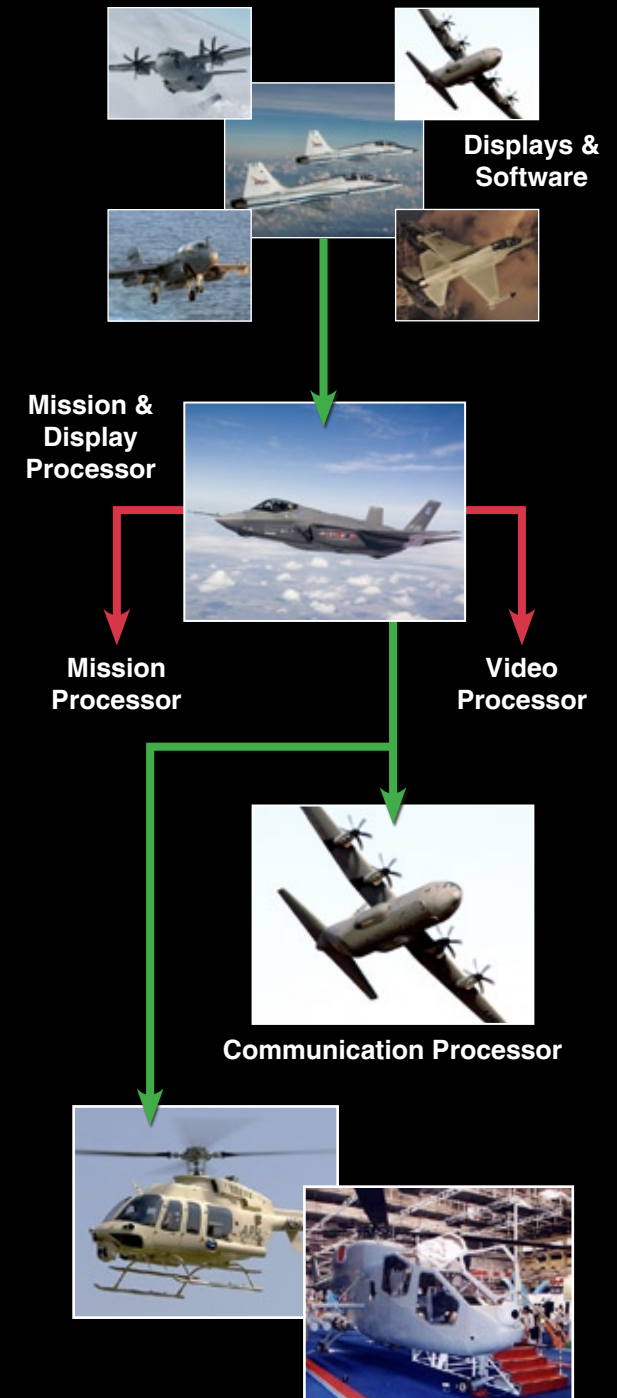 Displays &
Software
Mission &
Display
Processor
Mission
Processor
Video
Processor
Communication Processor